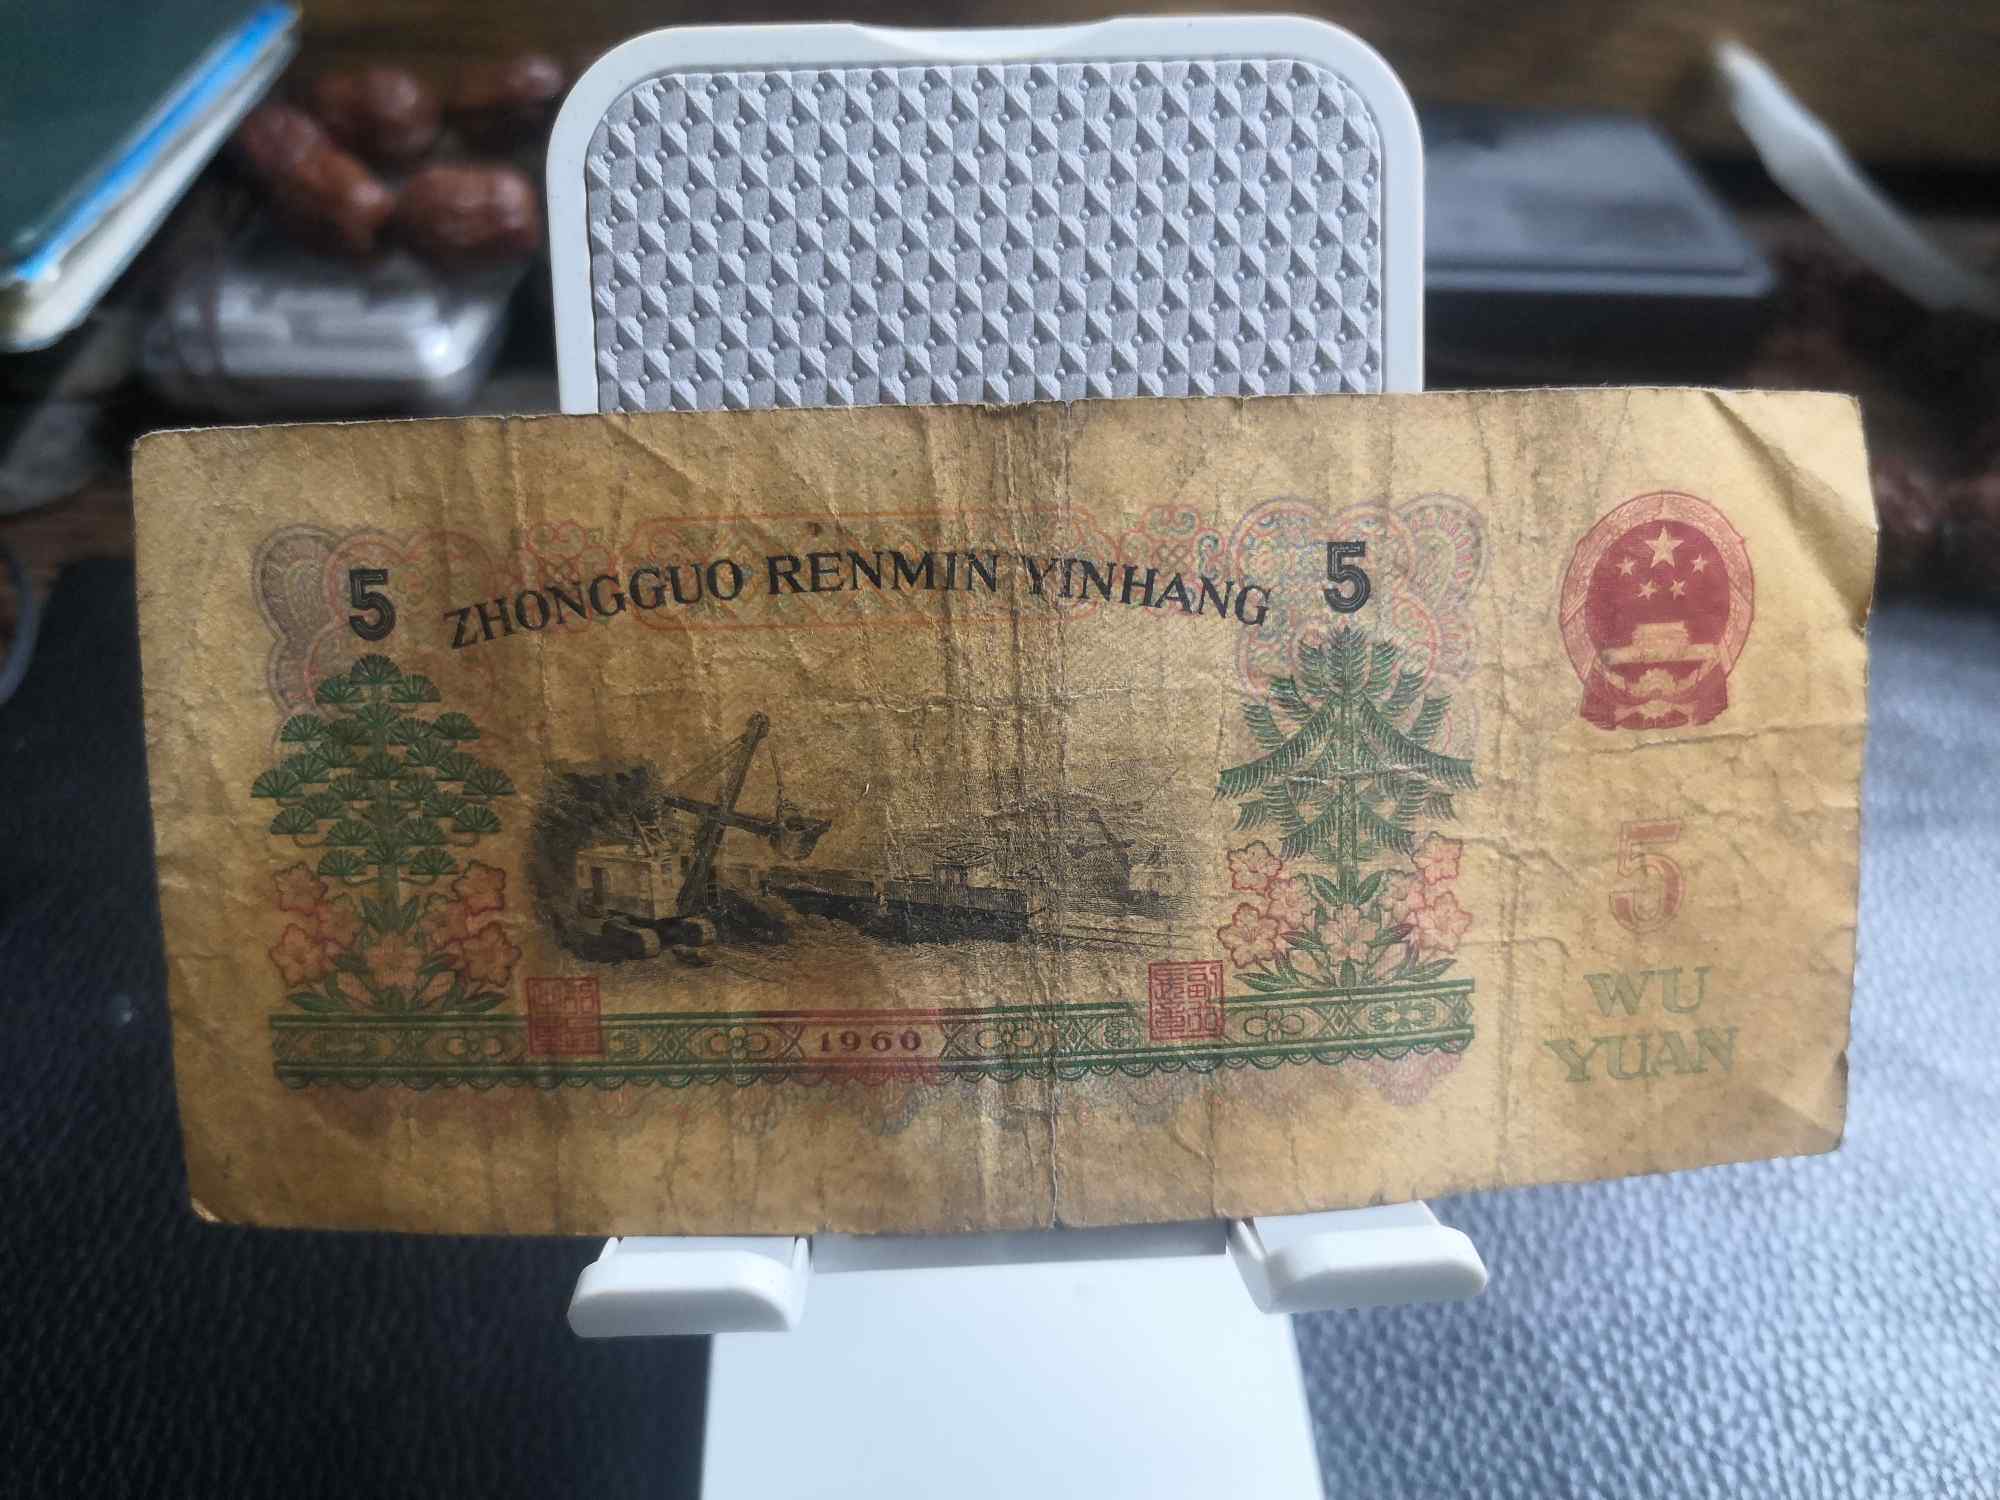 5 ZHONGGUO RENMIN YINHANG 5
5
WU
YUAN
1960